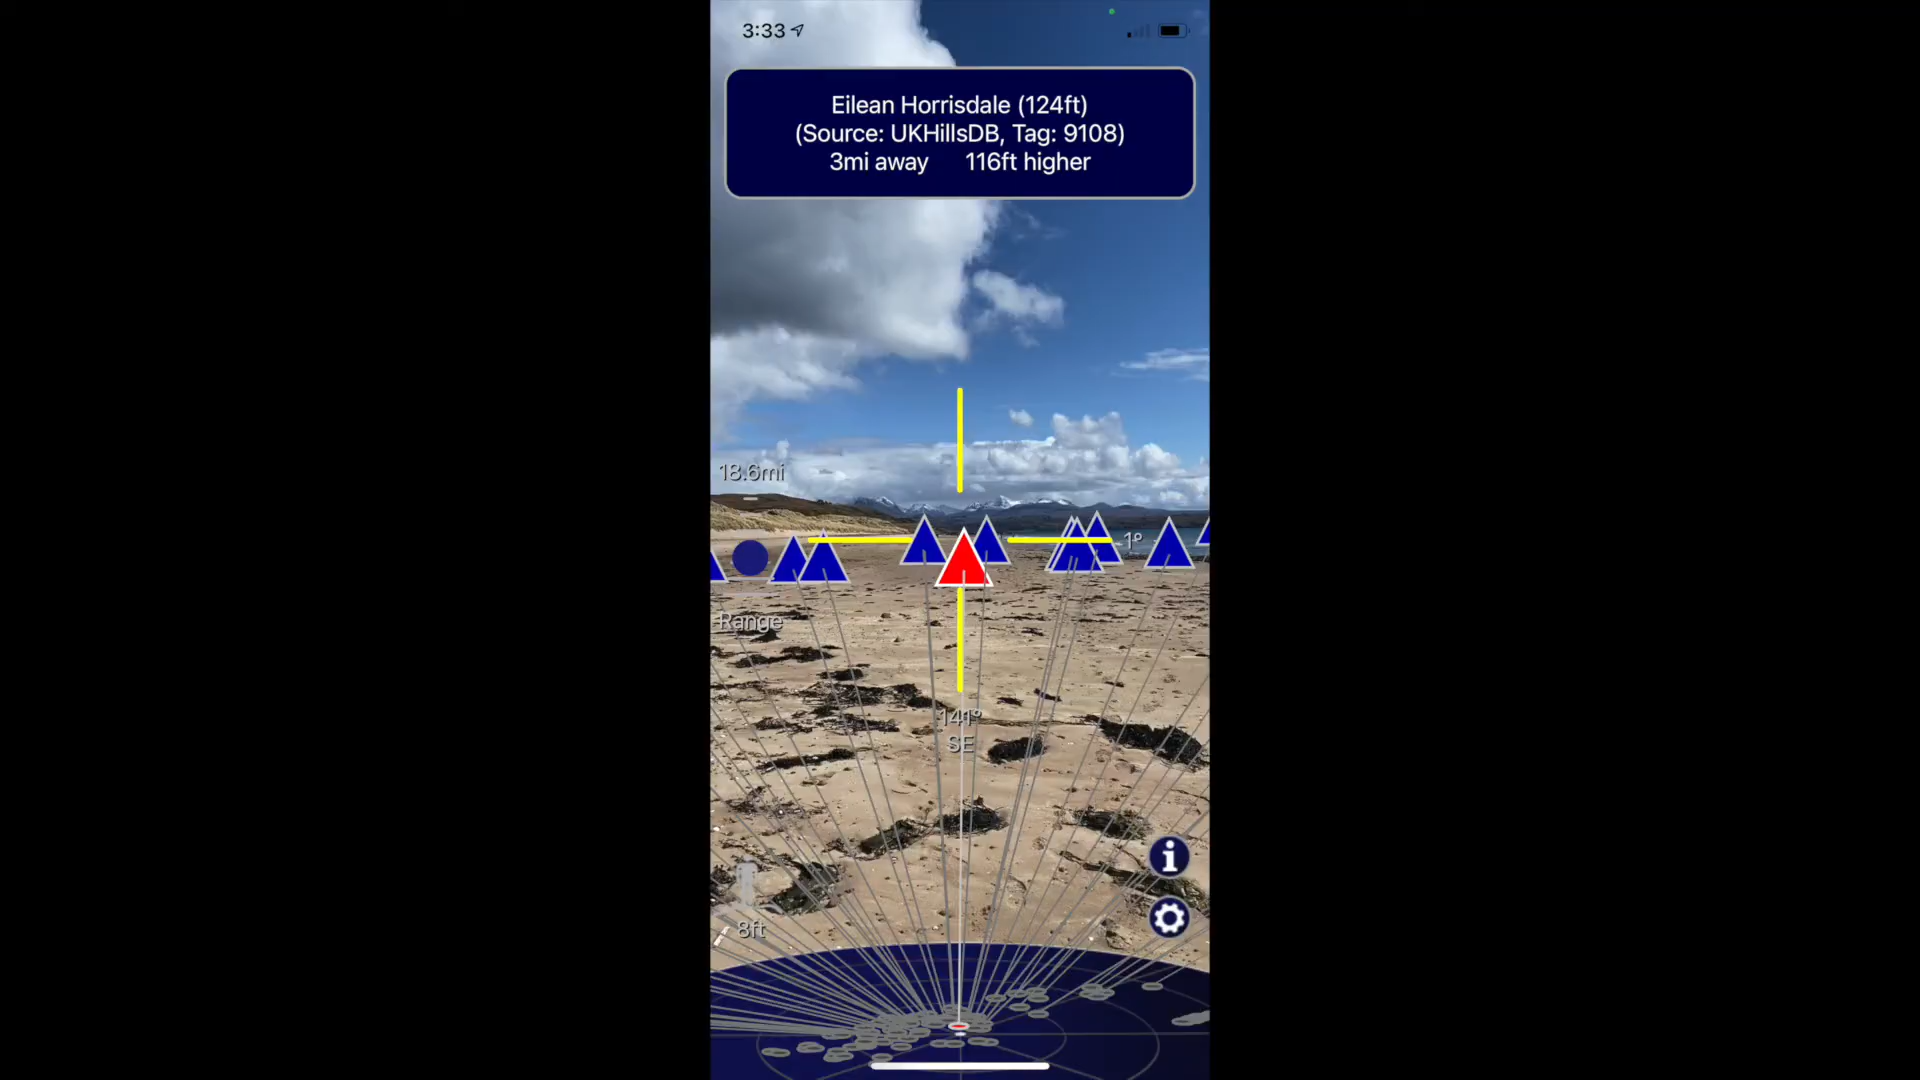 3:33
Eilean Horrisdale (124ft)
(Source: UKHillsDB, Tag: 9108)
3mi away 116ft higher
18.6mi
1°
Range
141°
SE
8ft